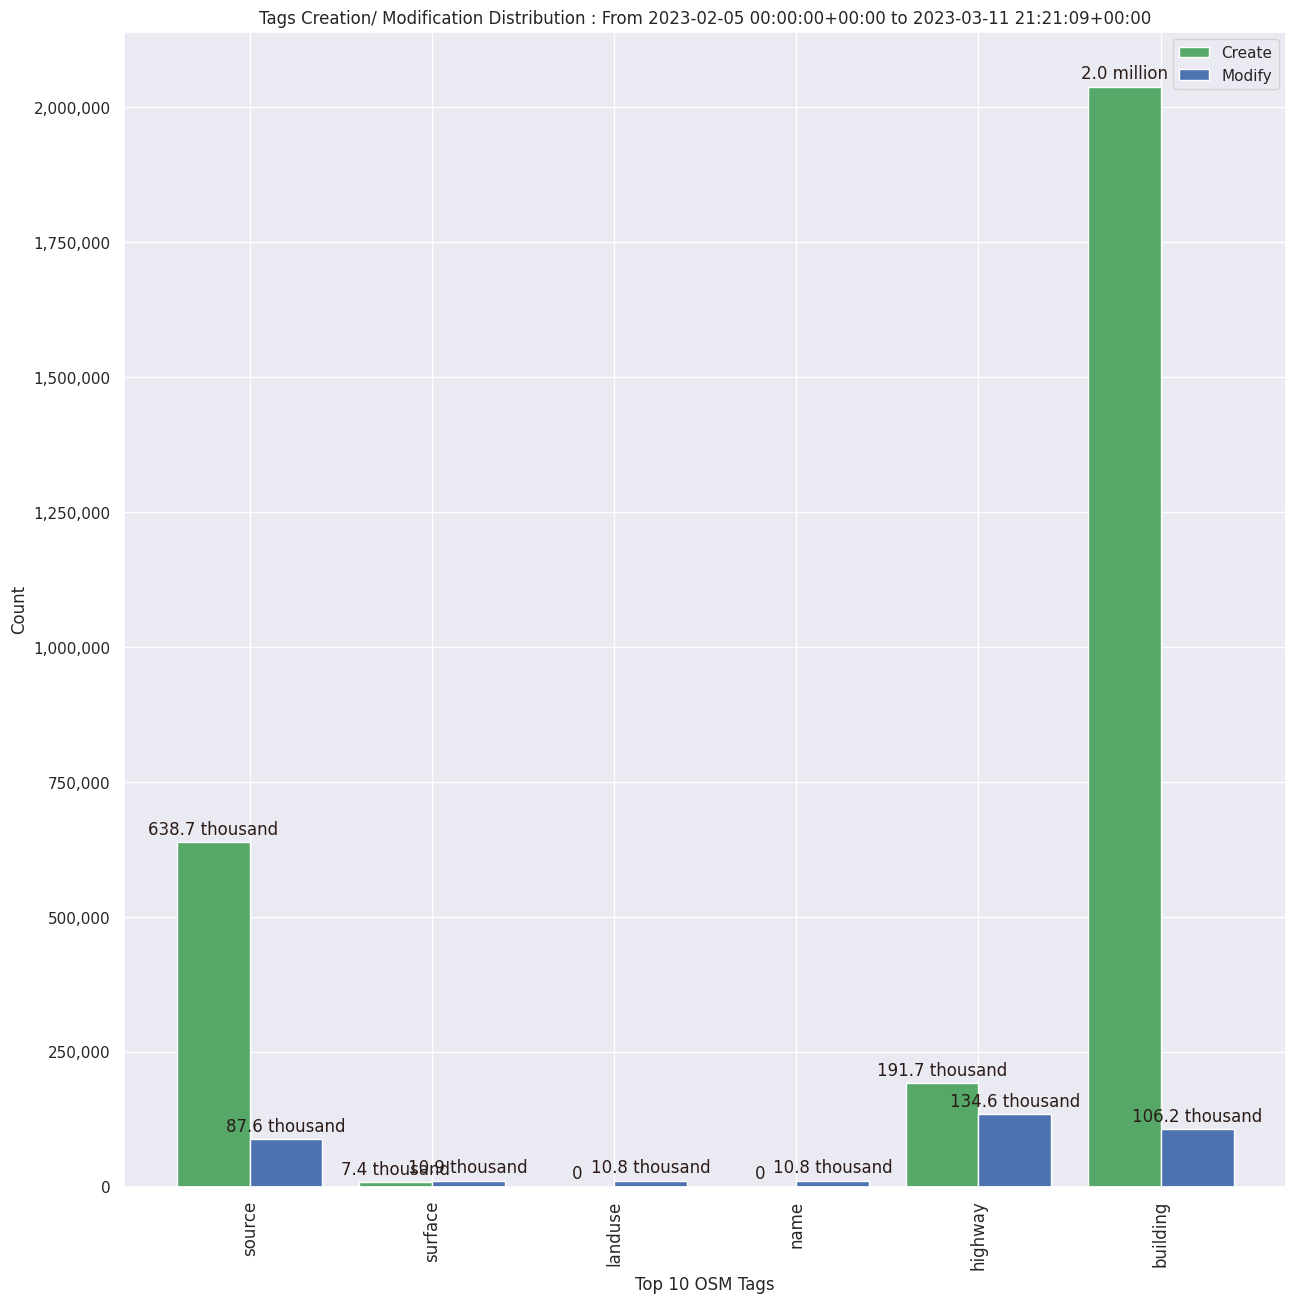 Tags Creation/ Modification Distribution : From 2023-02-05 00:00:00+00:00 to 2023-03-11 21:21:09+00:00
Create
Modify
2.0 million
2,000,000
1,750,000
1,500,000
1,250,000
Count
1,000,000
750,000
638.7 thousand
500,000
250,000
191.7 thousand
134.6 thousand
87.6 thousand
106.2 thousand
7.4 thousand
10.9 thousand
0
10.8 thousand
0
10.8 thousand
0
source
surface
landuse
name
highway
building
Top 10 OSM Tags